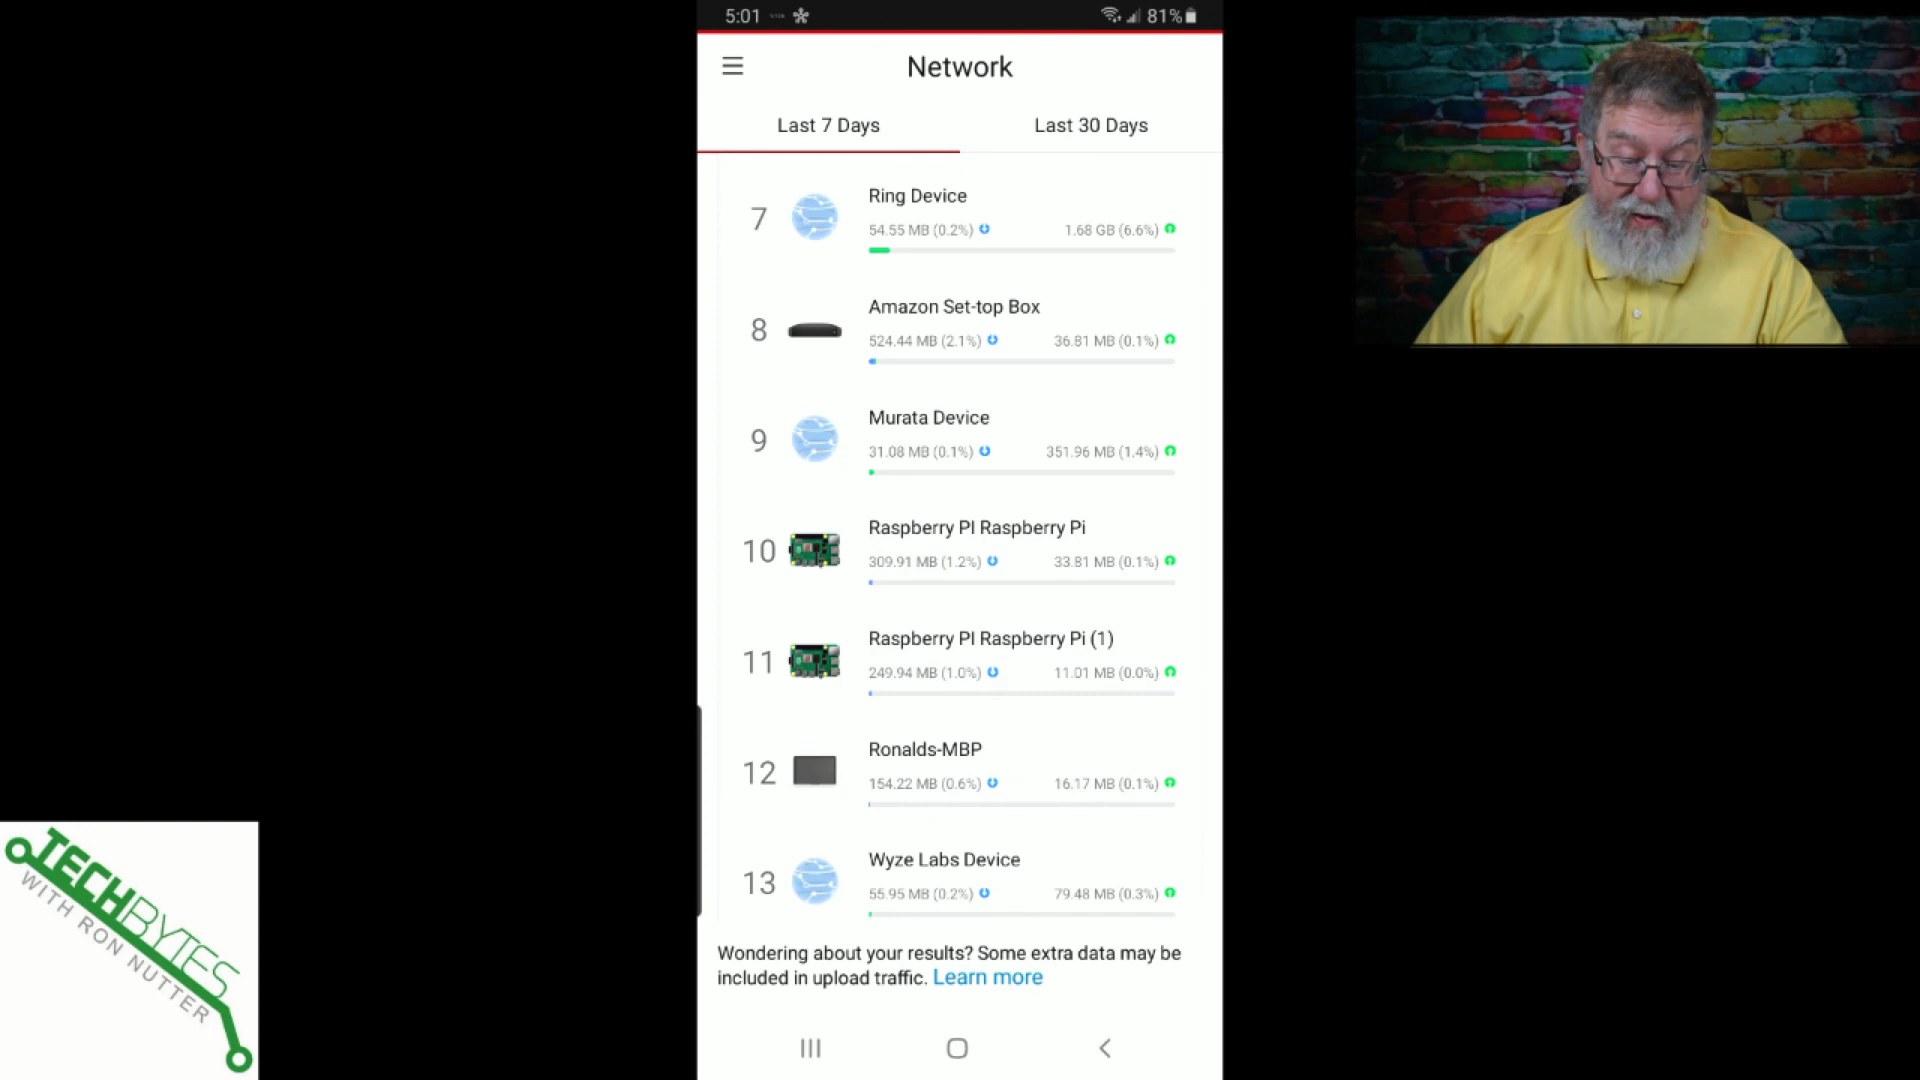 5:01
81%
Network
Last 7 Days
Last 30 Days
7
Ring Device
54.55 MB (0.2%)
1.68 GB (6.6%)
8
Amazon Set-top Box
524.44 MB (2.1%)
36.81 MB (0.1%)
9
Murata Device
31.08 MB (0.1%)
351.96 MB (1.4%)
10
Raspberry PI Raspberry Pi
309.91 MB (1.2%)
33.81 MB (0.1%)
11
Raspberry PI Raspberry Pi (1)
249.94 MB (1.0%)
11.01 MB (0.0%)
12
Ronalds-MBP
154.22 MB (0.6%)
16.17 MB (0.1%)
13
Wyze Labs Device
55.95 MB (0.2%)
79.48 MB (0.3%)
Wondering about your results? Some extra data may be
included in upload traffic. Learn more
TECHBYTES
WITH RON NUTTER